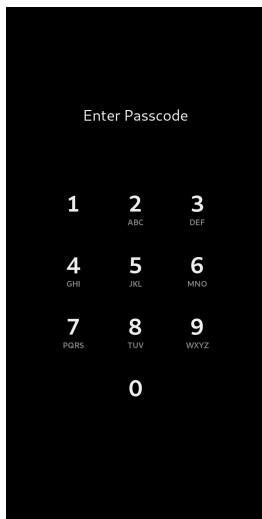 Enter Passcode
1 2 3
ABC DEF
4 5 6
GHI JKL MNO
7 8 9
PQRS TUV WXYZ
0